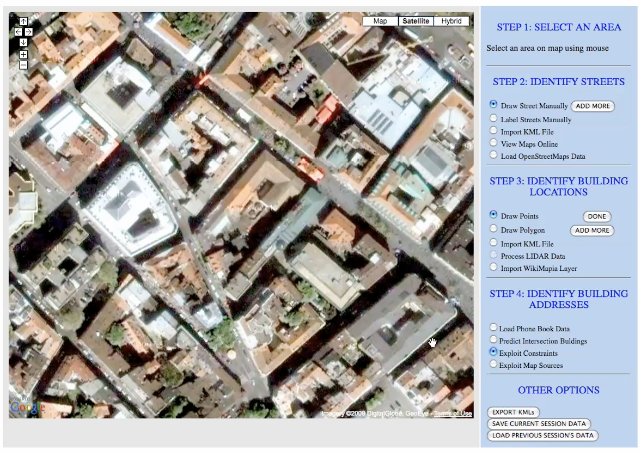 Map Satellite Hybrid
STEP 1: SELECT AN AREA
Select an area on map using mouse
STEP 2: IDENTIFY STREETS
Draw Street Manually ADD MORE
Label Streets Manually
Import KML File
View Maps Online
Load OpenStreetMaps Data
STEP 3: IDENTIFY BUILDING
LOCATIONS
Draw Points DONE
Draw Polygon ADD MORE
Import KML File
Process LIDAR Data
Import WikiMapia Layer
STEP 4: IDENTIFY BUILDING
ADDRESSES
Load Phone Book Data
Predict Intersection Buldings
Exploit Constraints
Exploit Map Sources
OTHER OPTIONS
EXPORT KMLs
SAVE CURRENT SESSION DATA
LOAD PREVIOUS SESSION'S DATA
Google
Imagery ©2008 DigitalGlobe, GeoEye - Terms of Use